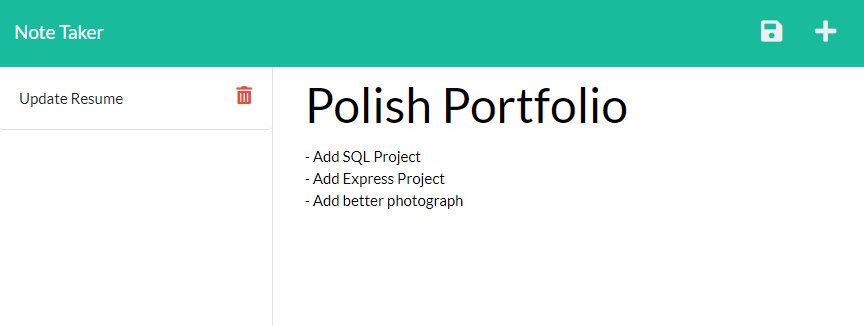 Note Taker
Update Resume
Polish Portfolio
- Add SQL Project
- Add Express Project
- Add better photograph